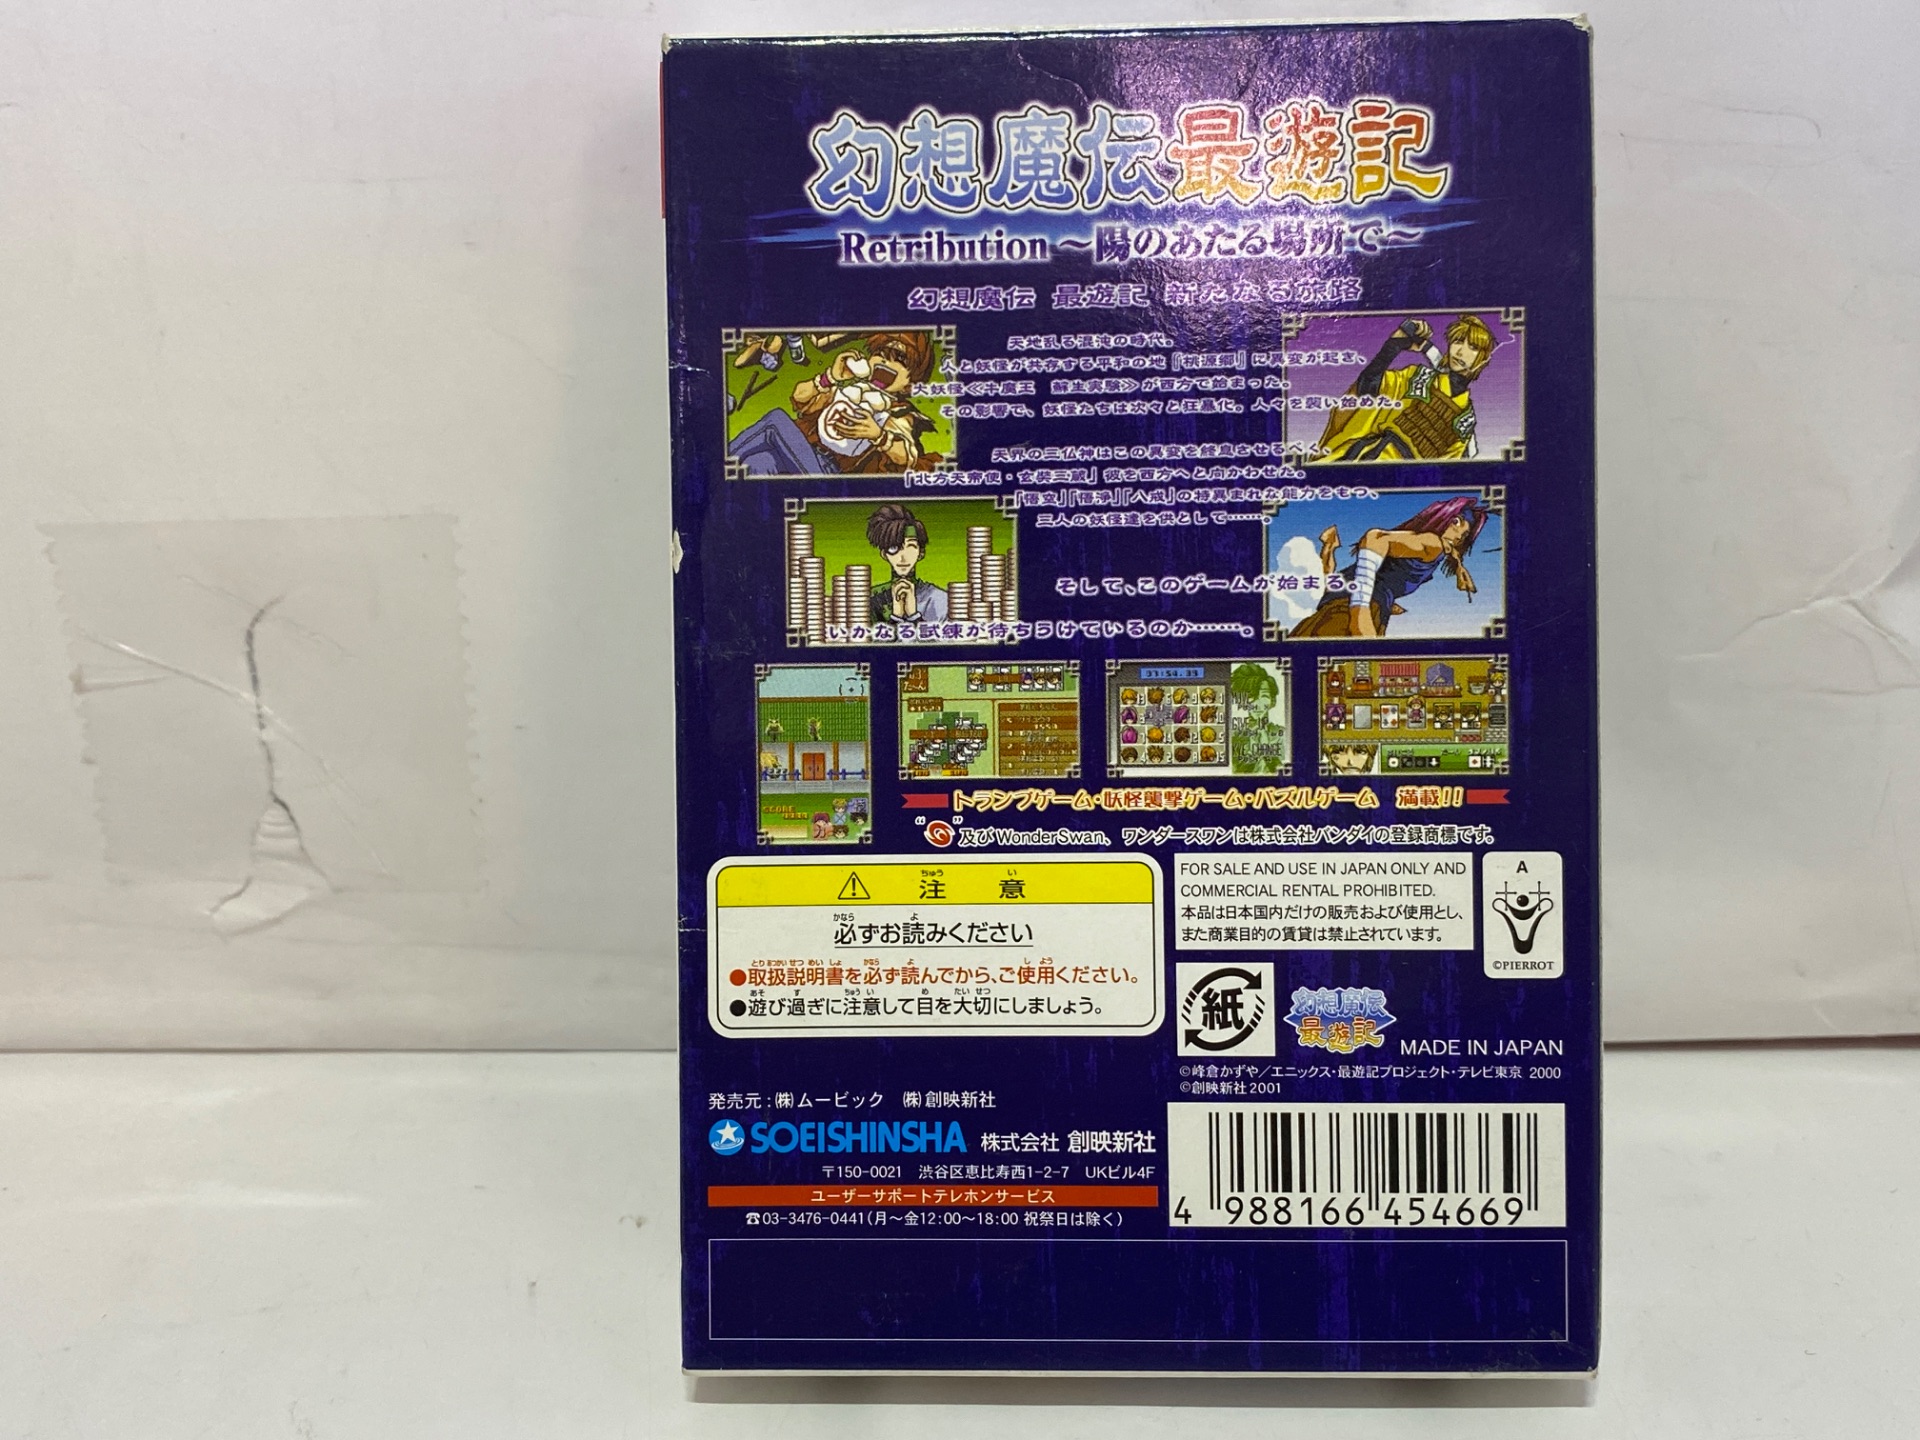 幻想魔伝最遊記
Retribution～陽のあたる場所で～
幻想魔伝 最遊記 新たなる旅路
天地乱る混沌の時代。
人と妖怪が共存する平和の地『桃源郷』に異変が起き、
大妖怪≪牛魔王 蘇生実験≫が西方で始まった。
その影響で、妖怪たちは次々と狂暴化。人々を襲い始めた。
天界の三仏神はこの異変を終息させるべく、
「北方天帝使・玄奘三蔵」彼を西方へと向かわせた。
「悟空」「悟浄」「八戒」の特異まれな能力をもつ、
三人の妖怪達を供として……。
そして、このゲームが始まる。
いかなる試練が待ちうけているのか……。
トランプゲーム・妖怪襲撃ゲーム・パズルゲーム 満載!!
“ ”及びWonderSwan、ワンダースワンは株式会社バンダイの登録商標です。
注意
必ずお読みください
●取扱説明書を必ず読んでから、ご使用ください。
●遊び過ぎに注意して目を大切にしましょう。
FOR SALE AND USE IN JAPAN ONLY AND
COMMERCIAL RENTAL PROHIBITED.
本品は日本国内だけの販売および使用とし、
また商業目的の賃貸は禁止されています。
A
©PIERROT
紙
幻想魔伝
最遊記
MADE IN JAPAN
©峰倉かずや／エニックス・最遊記プロジェクト・テレビ東京 2000
©創映新社2001
発売元：㈱ムービック ㈱創映新社
SOEISHINSHA 株式会社 創映新社
〒150-0021 渋谷区恵比寿西1-2-7 UKビル4F
ユーザーサポートテレホンサービス
☎03-3476-0441（月～金12:00～18:00 祝祭日は除く）
4 988166 454669